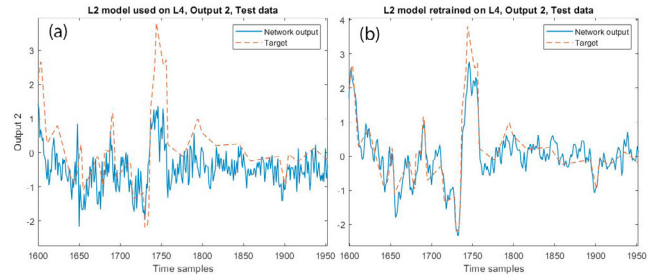 L2 model used on L4, Output 2, Test data
(a)
Network output
Target
3
2
1
0
-1
-2
Output 2
1600 1650 1700 1750 1800 1850 1900 1950
Time samples
L2 model retrained on L4, Output 2, Test data
(b)
Network output
Target
4
3
2
1
0
-1
-2
1600 1650 1700 1750 1800 1850 1900 1950
Time samples